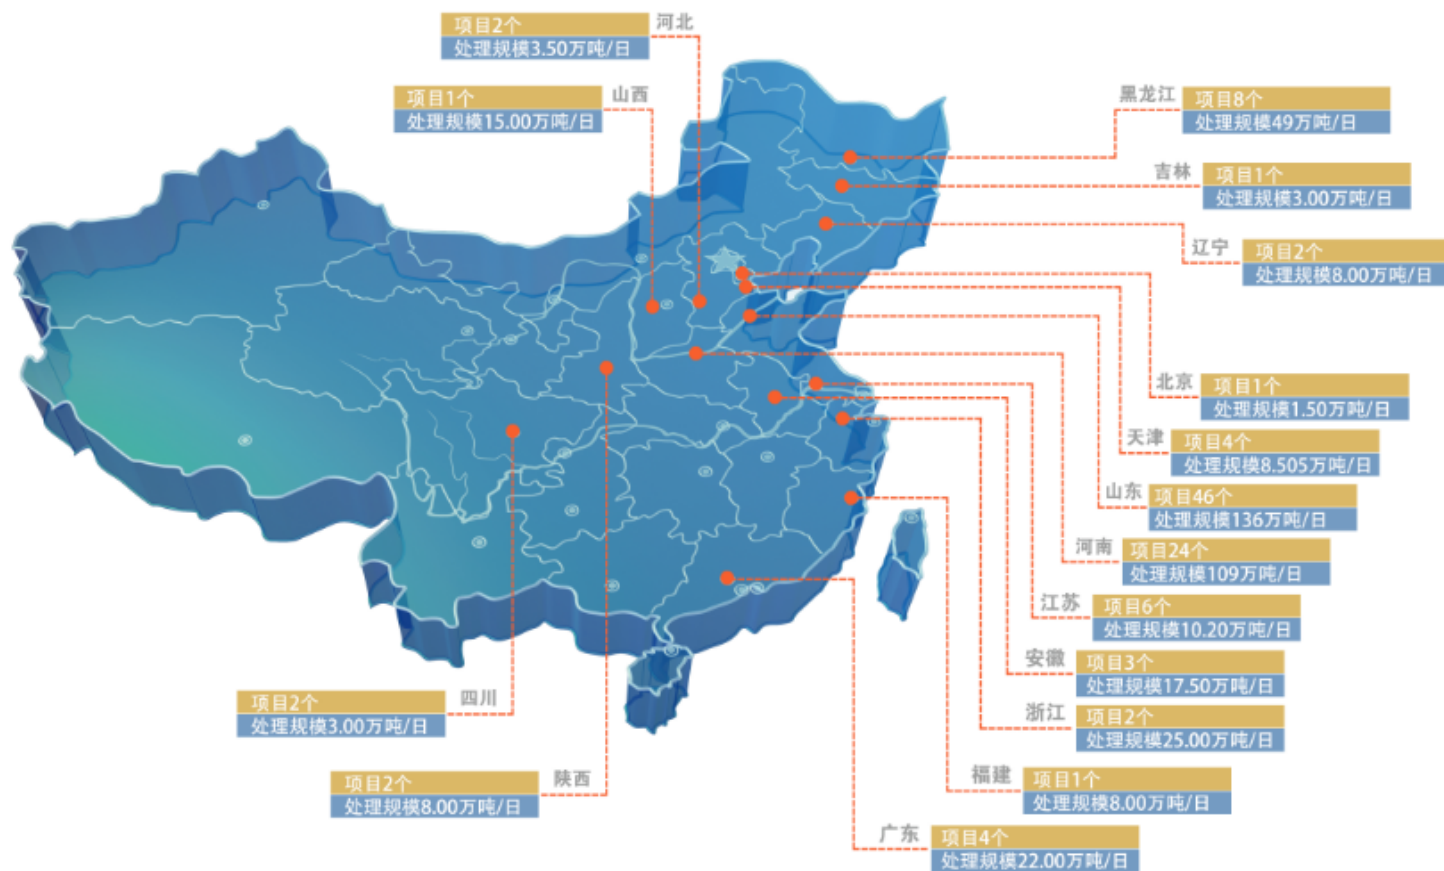 河北
项目2个
处理规模3.50万吨/日
山西
项目1个
处理规模15.00万吨/日
黑龙江
项目8个
处理规模49万吨/日
吉林
项目1个
处理规模3.00万吨/日
辽宁
项目2个
处理规模8.00万吨/日
北京
项目1个
处理规模1.50万吨/日
天津
项目4个
处理规模8.505万吨/日
山东
项目46个
处理规模136万吨/日
河南
项目24个
处理规模109万吨/日
江苏
项目6个
处理规模10.20万吨/日
安徽
项目3个
处理规模17.50万吨/日
浙江
项目2个
处理规模25.00万吨/日
福建
项目1个
处理规模8.00万吨/日
广东
项目4个
处理规模22.00万吨/日
四川
项目2个
处理规模3.00万吨/日
陕西
项目2个
处理规模8.00万吨/日